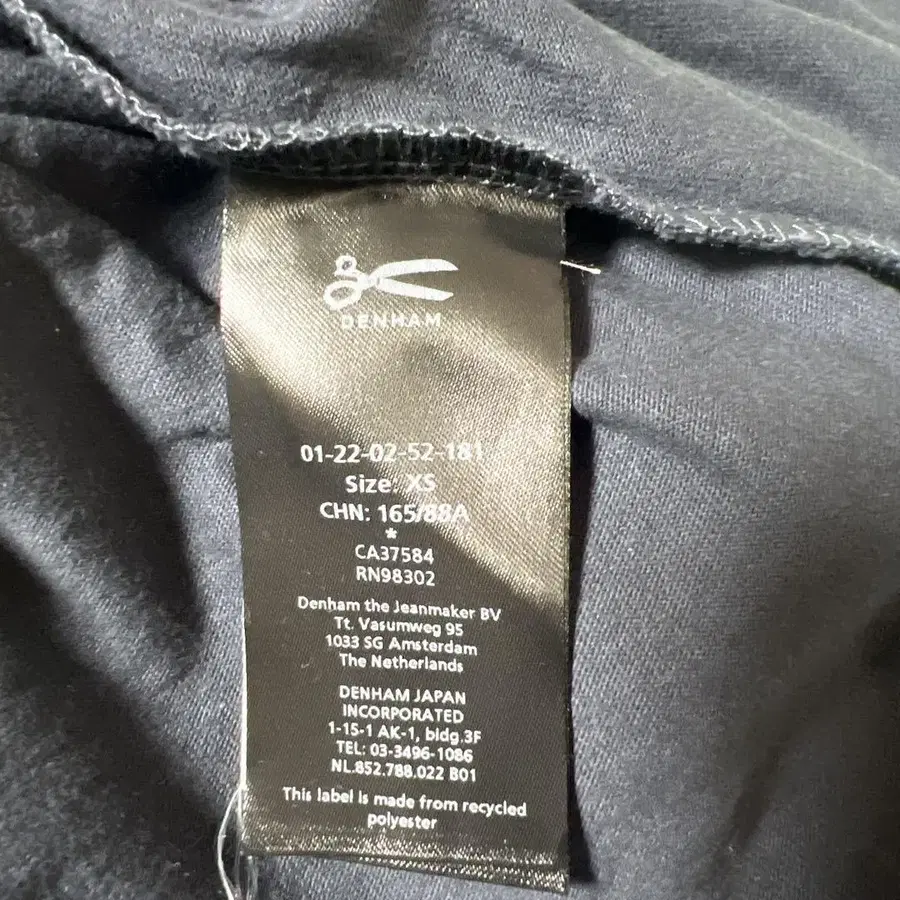 DENHAM
01-22-02-52-181
Size: XS
CHN: 165/88A
*
CA37584
RN98302
Denham the Jeanmaker BV
Tt. Vasumweg 95
1033 SG Amsterdam
The Netherlands
DENHAM JAPAN
INCORPORATED
1-15-1 AK-1, bldg.3F
TEL: 03-3496-1086
NL.852.788.022 B01
This label is made from recycled
polyester